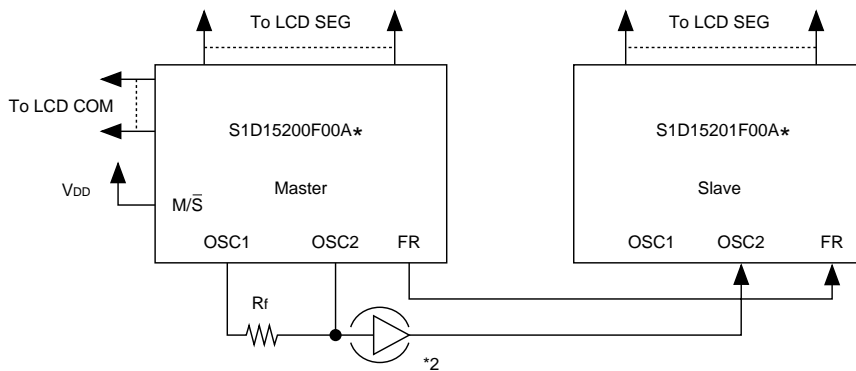 To LCD SEG
To LCD SEG
To LCD COM
S1D15200F00A*
S1D15201F00A*
VDD
M/S̅
Master
Slave
OSC1
OSC2
FR
OSC1
OSC2
FR
Rf
*2